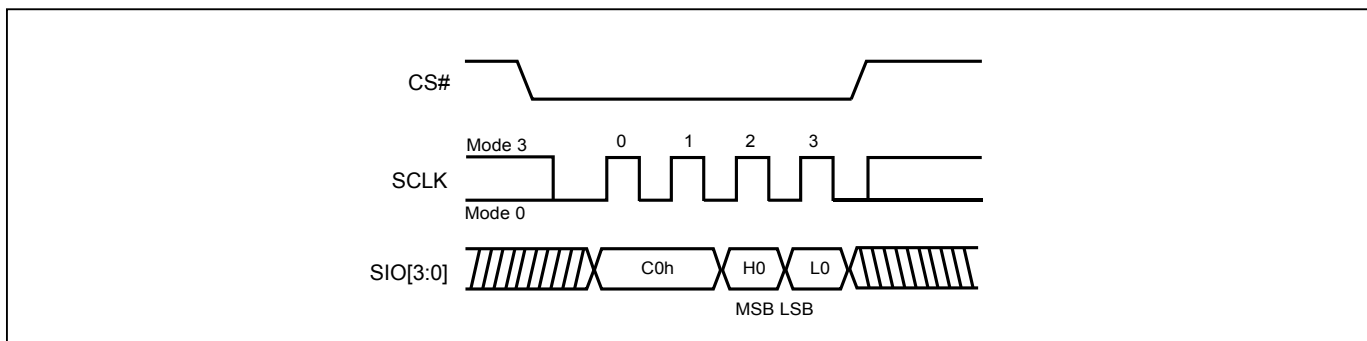 CS#
Mode 3 0 1 2 3
SCLK
Mode 0
SIO[3:0] C0h H0 L0
MSB LSB